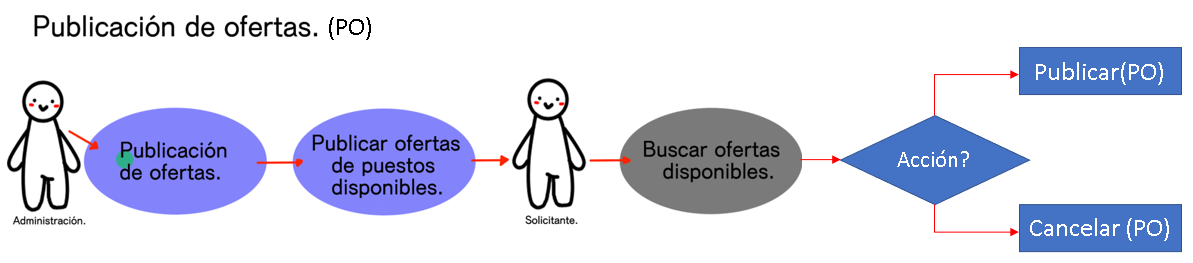 Publicación de ofertas. (PO)
Administración.
Publicación
de ofertas.
Publicar ofertas
de puestos
disponibles.
Solicitante.
Buscar ofertas
disponibles.
Acción?
Publicar(PO)
Cancelar (PO)